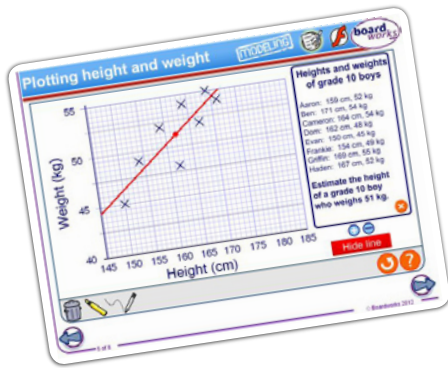 Plotting height and weight
MODELING
board
works
Heights and weights
of grade 10 boys
Aaron: 159 cm, 52 kg
Ben: 171 cm, 54 kg
Cameron: 164 cm, 54 kg
Dom: 162 cm, 48 kg
Evan: 150 cm, 45 kg
Frankie: 154 cm, 49 kg
Griffin: 169 cm, 55 kg
Haden: 167 cm, 52 kg
Estimate the height
of a grade 10 boy
who weighs 51 kg.
Hide line
55
50
45
40
Weight (kg)
145 150 155 160 165 170 175 180 185
Height (cm)
?
© Boardworks 2012